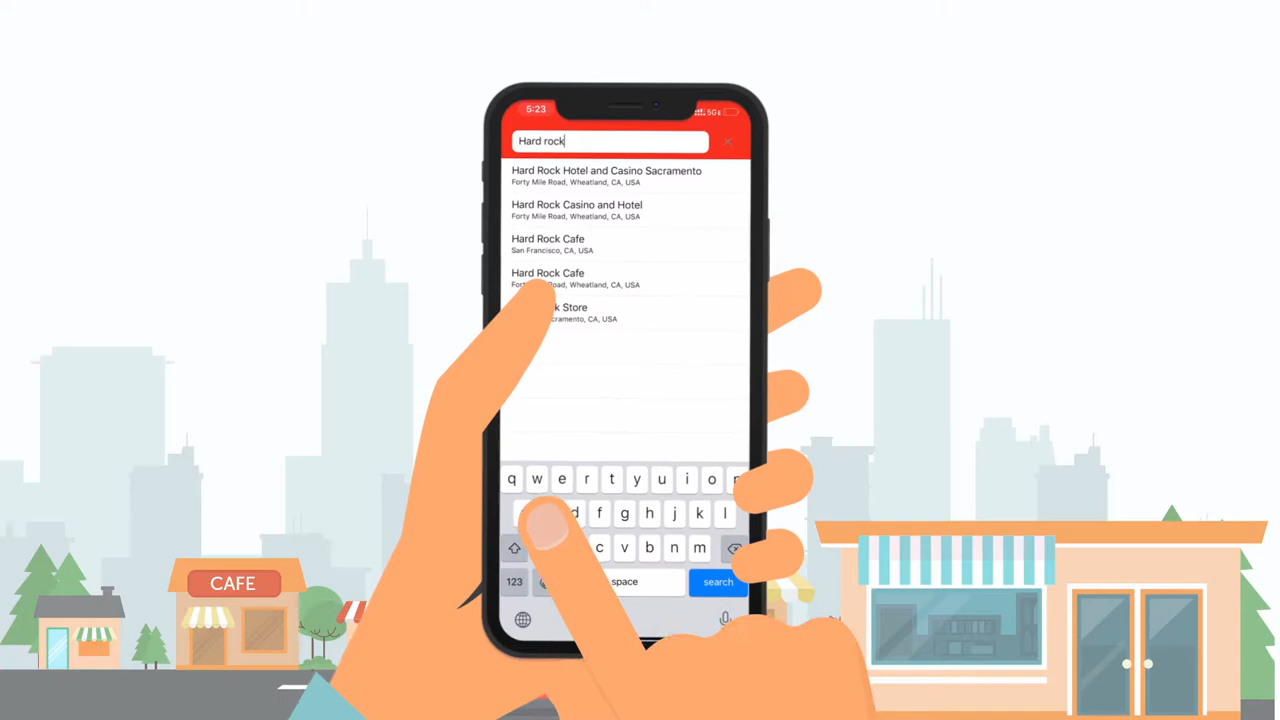 5:23
5GE
Hard rock
Hard Rock Hotel and Casino Sacramento
Forty Mile Road, Wheatland, CA, USA
Hard Rock Casino and Hotel
Forty Mile Road, Wheatland, CA, USA
Hard Rock Cafe
San Francisco, CA, USA
Hard Rock Cafe
Road, Wheatland, CA, USA
Store
CA, USA
q w e r t y u i o
d f g h j k l
c v b n m
123 space search
CAFE